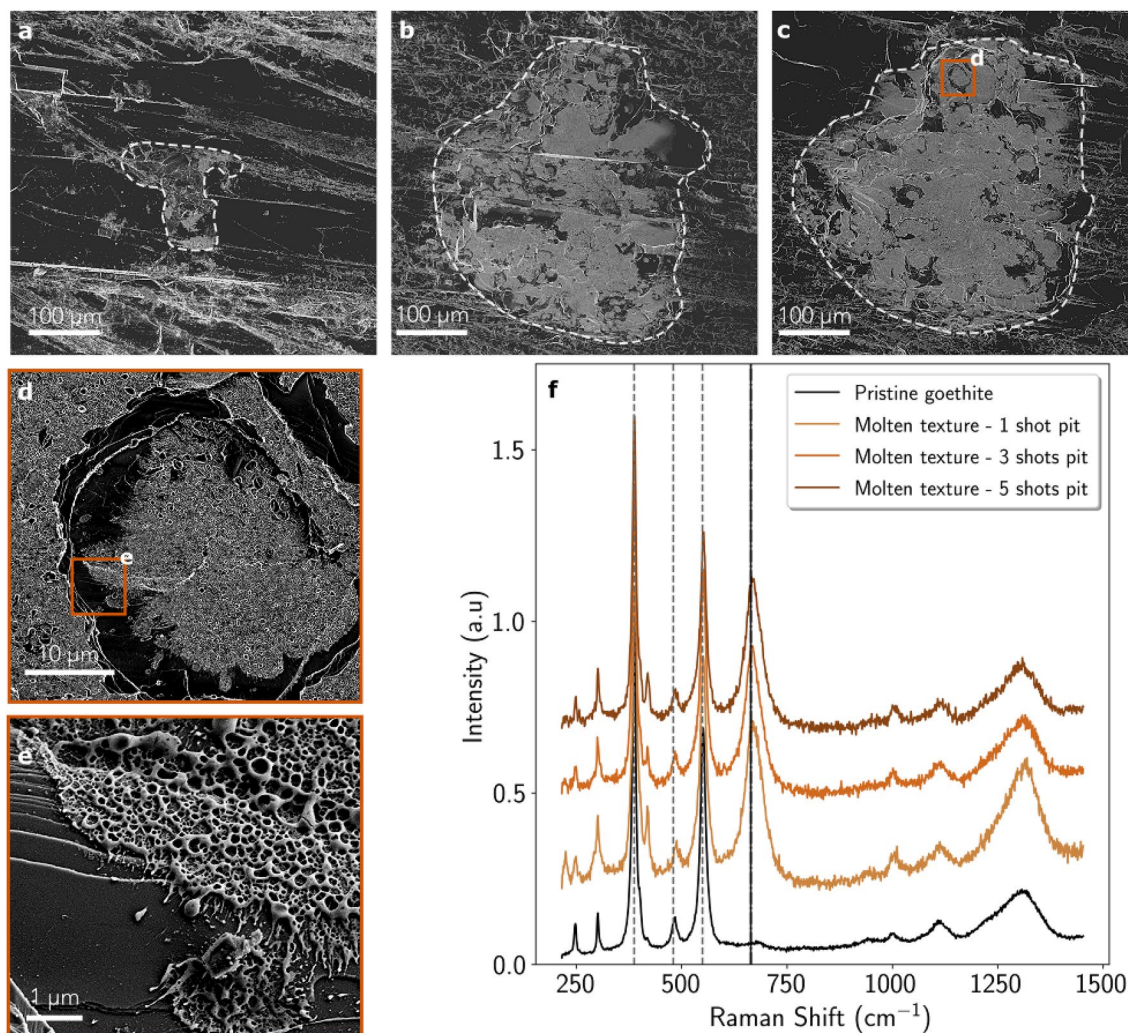 a
100 µm
b
100 µm
c
d
100 µm
d
e
10 µm
e
1 µm
f
Pristine goethite
Molten texture - 1 shot pit
Molten texture - 3 shots pit
Molten texture - 5 shots pit
Intensity (a.u)
1.5
1.0
0.5
0.0
250
500
750
1000
1250
1500
Raman Shift (cm⁻¹)